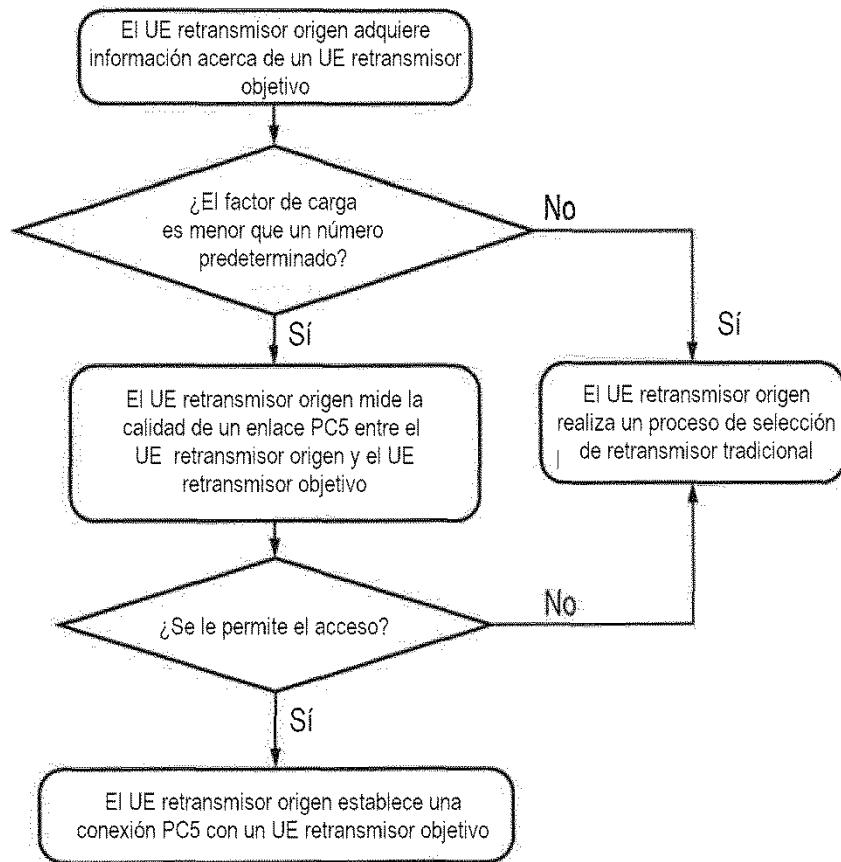 El UE retransmisor origen adquiere
información acerca de un UE retransmisor
objetivo
¿El factor de carga
es menor que un número
predeterminado?
No
Sí
Sí
El UE retransmisor origen mide la
calidad de un enlace PC5 entre el
UE retransmisor origen y el UE
retransmisor objetivo
El UE retransmisor origen
realiza un proceso de selección
de retransmisor tradicional
¿Se le permite el acceso?
No
Sí
El UE retransmisor origen establece una
conexión PC5 con un UE retransmisor objetivo